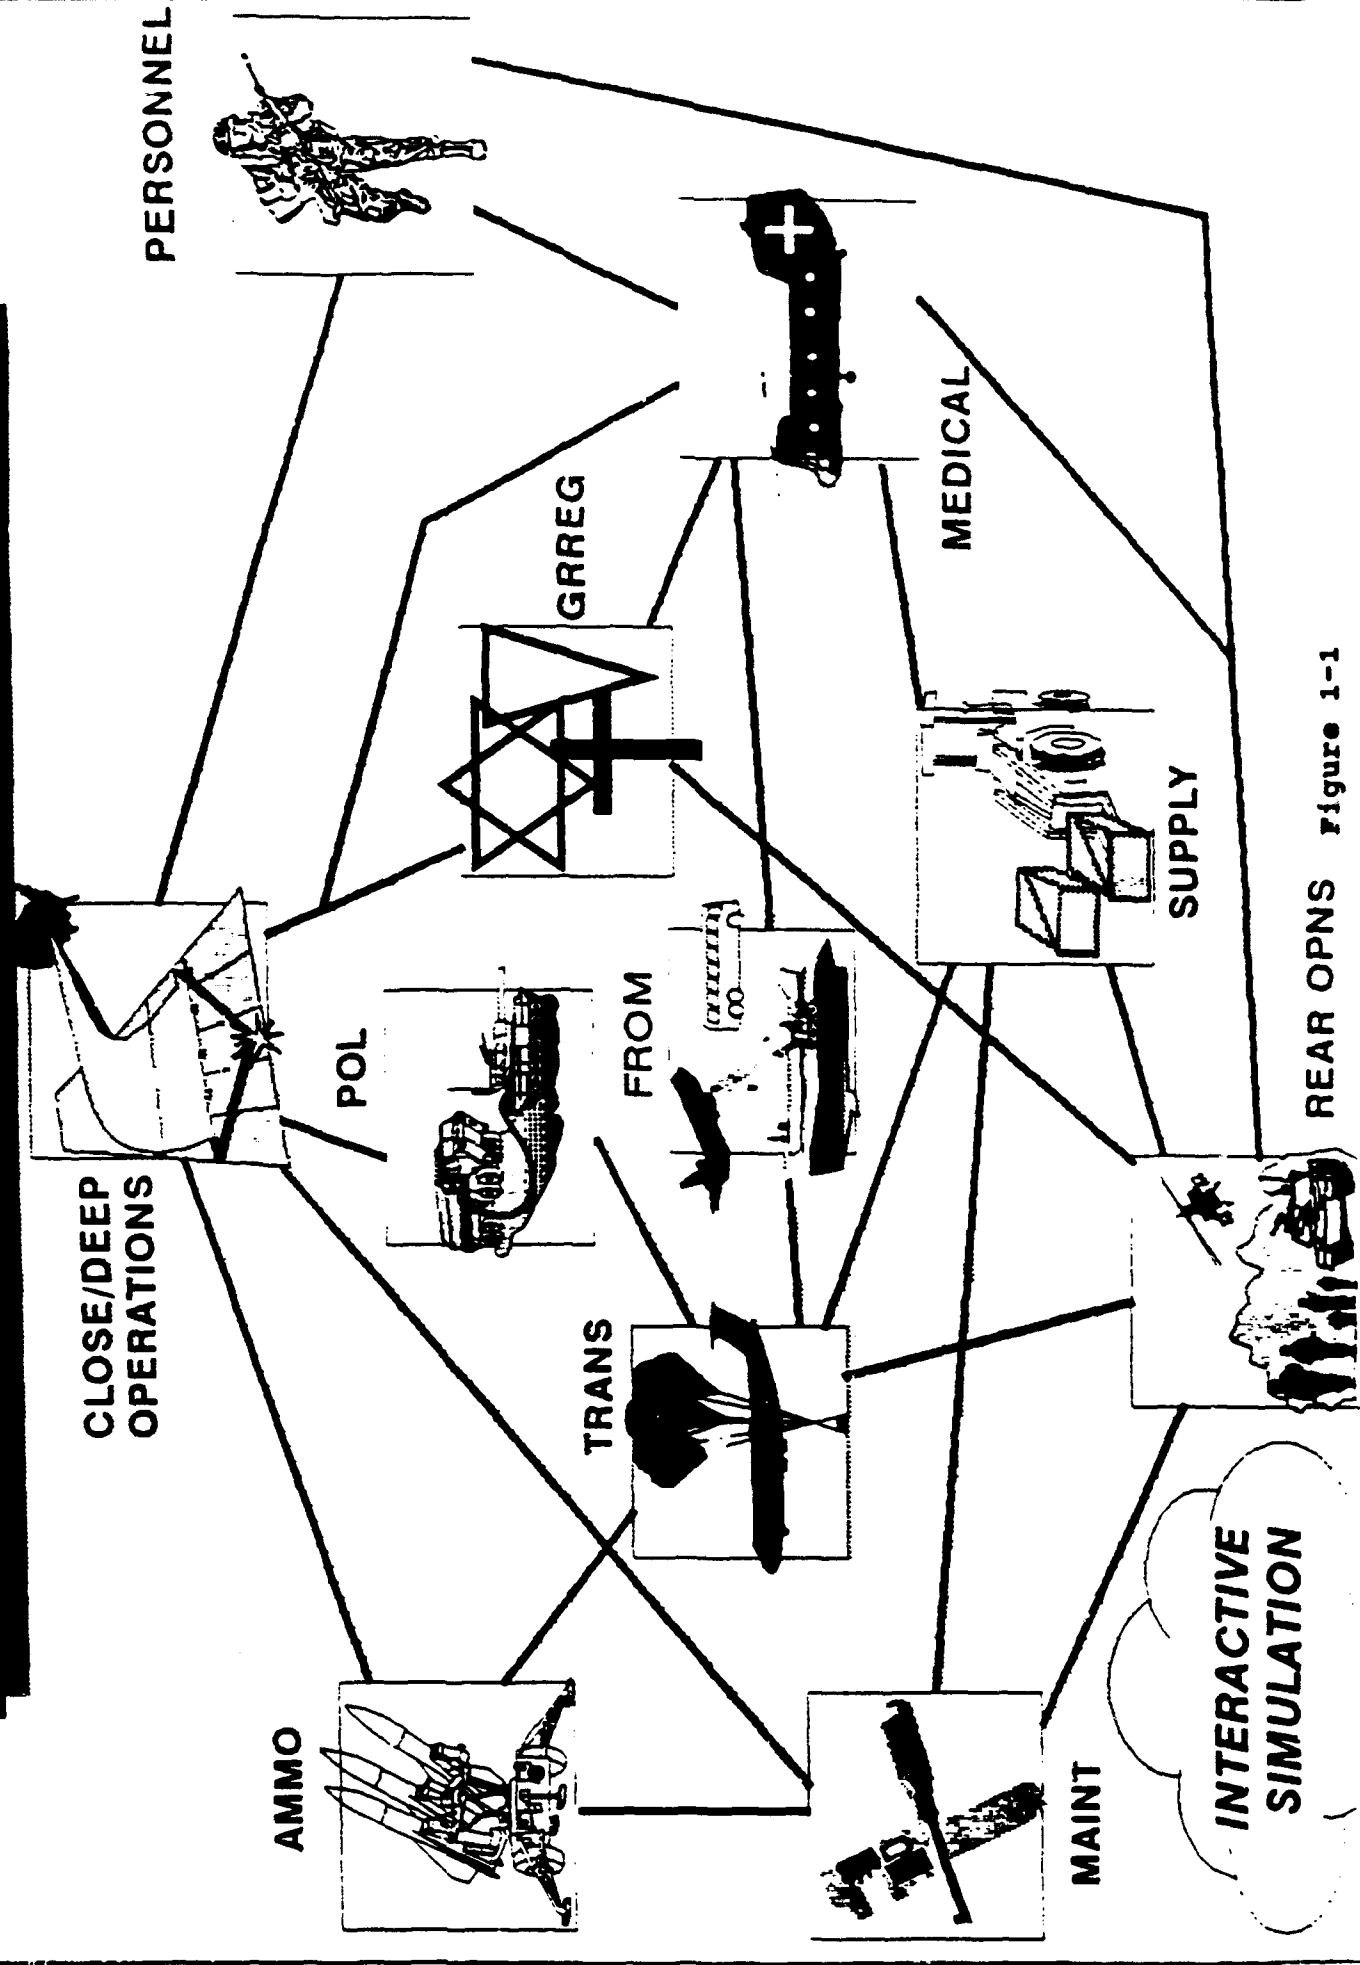 CLOSE/DEEP
OPERATIONS
PERSONNEL
AMMO
POL
GRREG
TRANS
FROM
MEDICAL
MAINT
SUPPLY
INTERACTIVE
SIMULATION
REAR OPNS
Figure 1-1